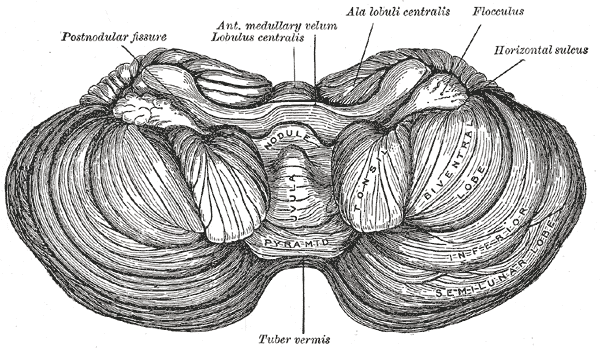 Ala lobuli centralis
Flocculus
Ant. medullary velum
Postnodular fissure
Lobulus centralis
Horizontal sulcus
NODULE
UVULA
TONSIL
BIVENTRAL
LOBE
PYRAMID
INFERIOR
SEMILUNAR LOBE
Tuber vermis